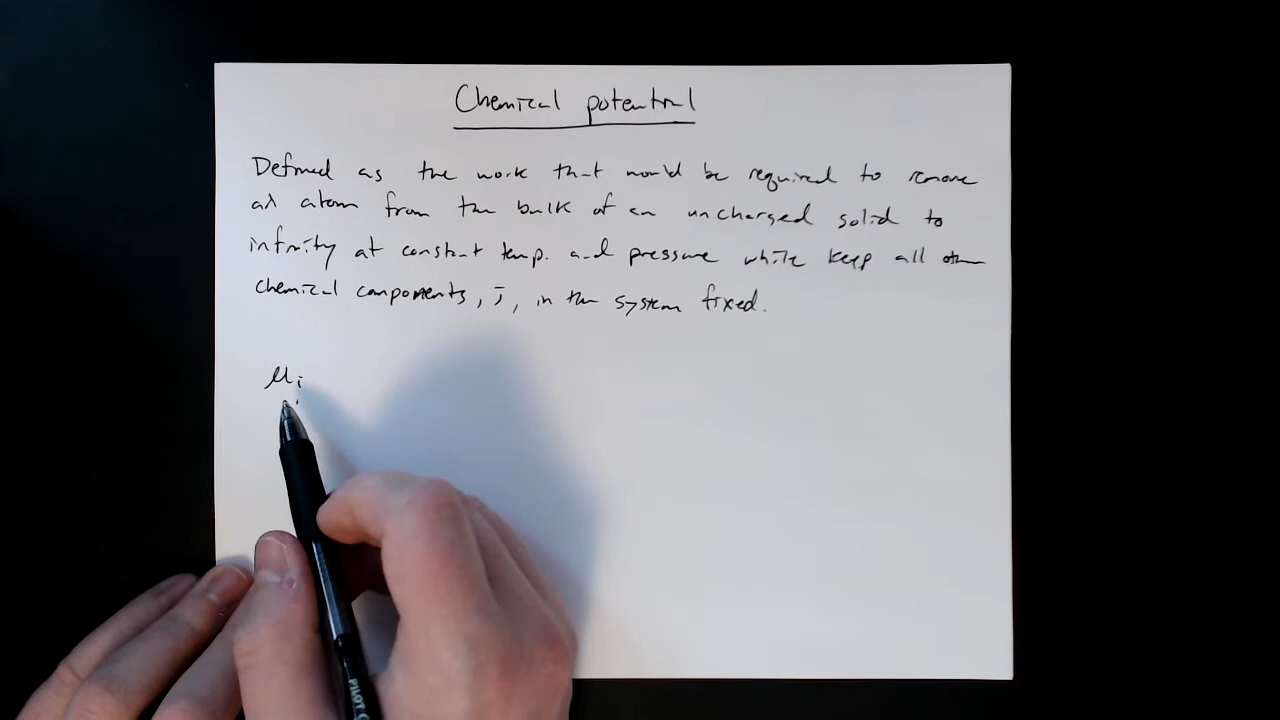 Chemical potential
Defined as the work that would be required to remove
an atom from the bulk of an uncharged solid to
infinity at constant temp. and pressure while keep all other
chemical components, j, in the system fixed.
μi
PILOT G